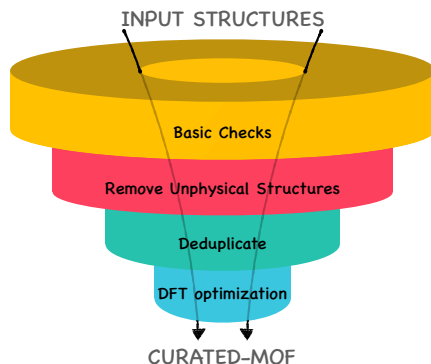 INPUT STRUCTURES
Basic Checks
Remove Unphysical Structures
Deduplicate
DFT optimization
CURATED-MOF